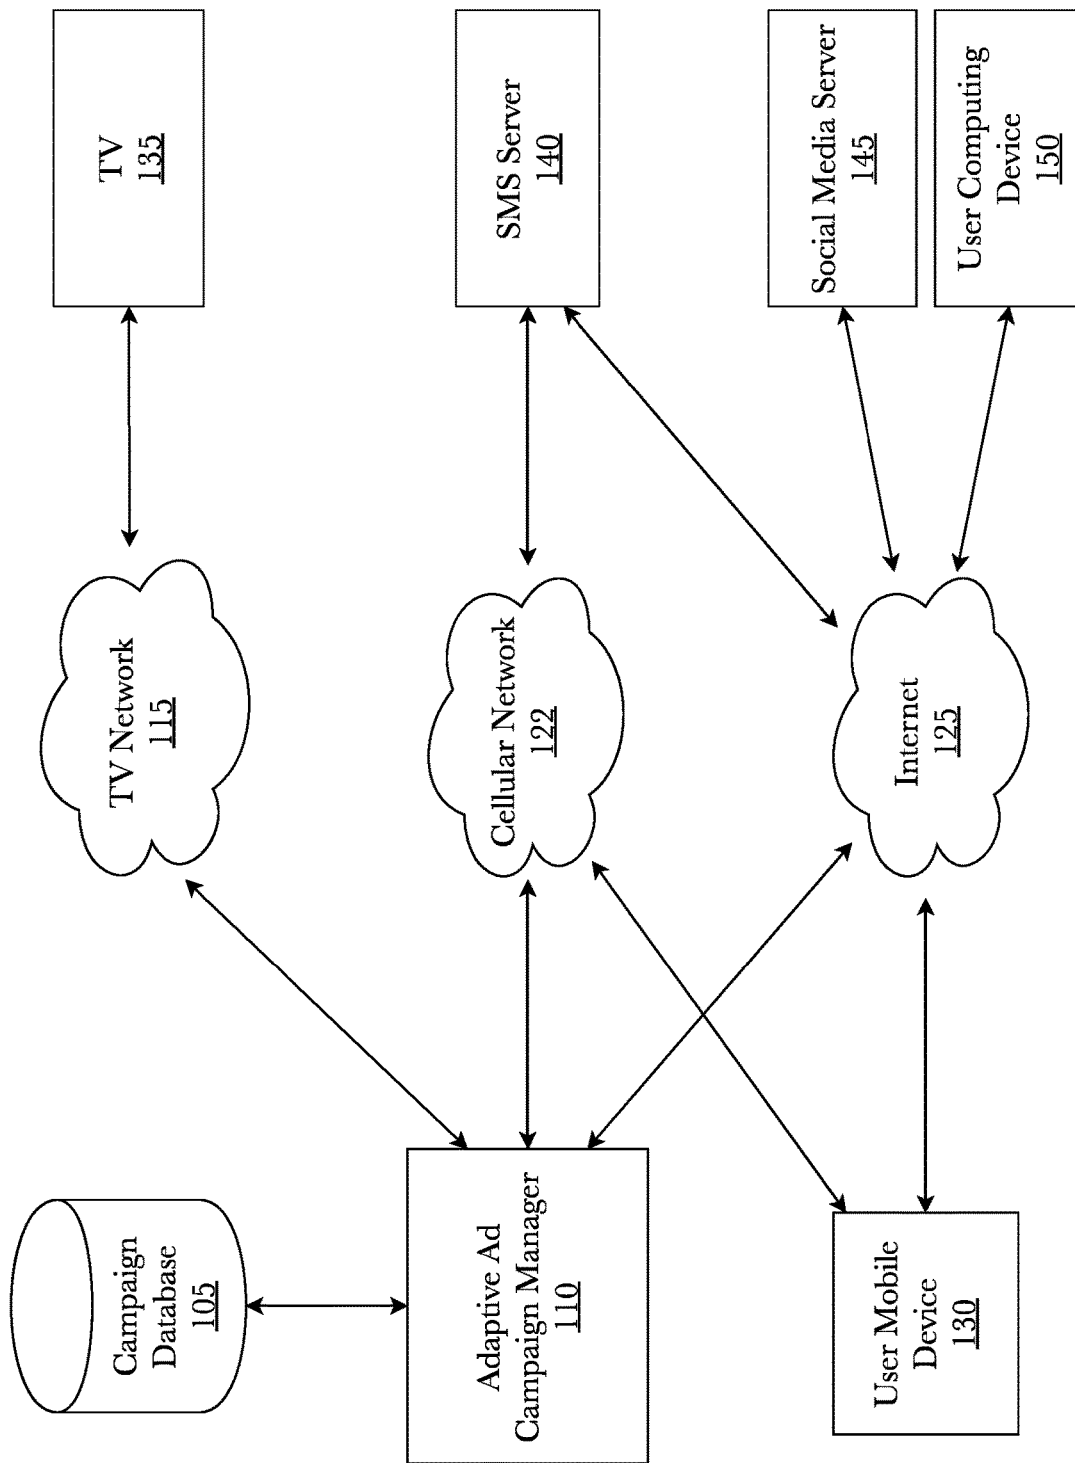 Campaign
Database
105
Adaptive Ad
Campaign Manager
110
User Mobile
Device
130
TV Network
115
Cellular Network
122
Internet
125
TV
135
SMS Server
140
Social Media Server
145
User Computing
Device
150